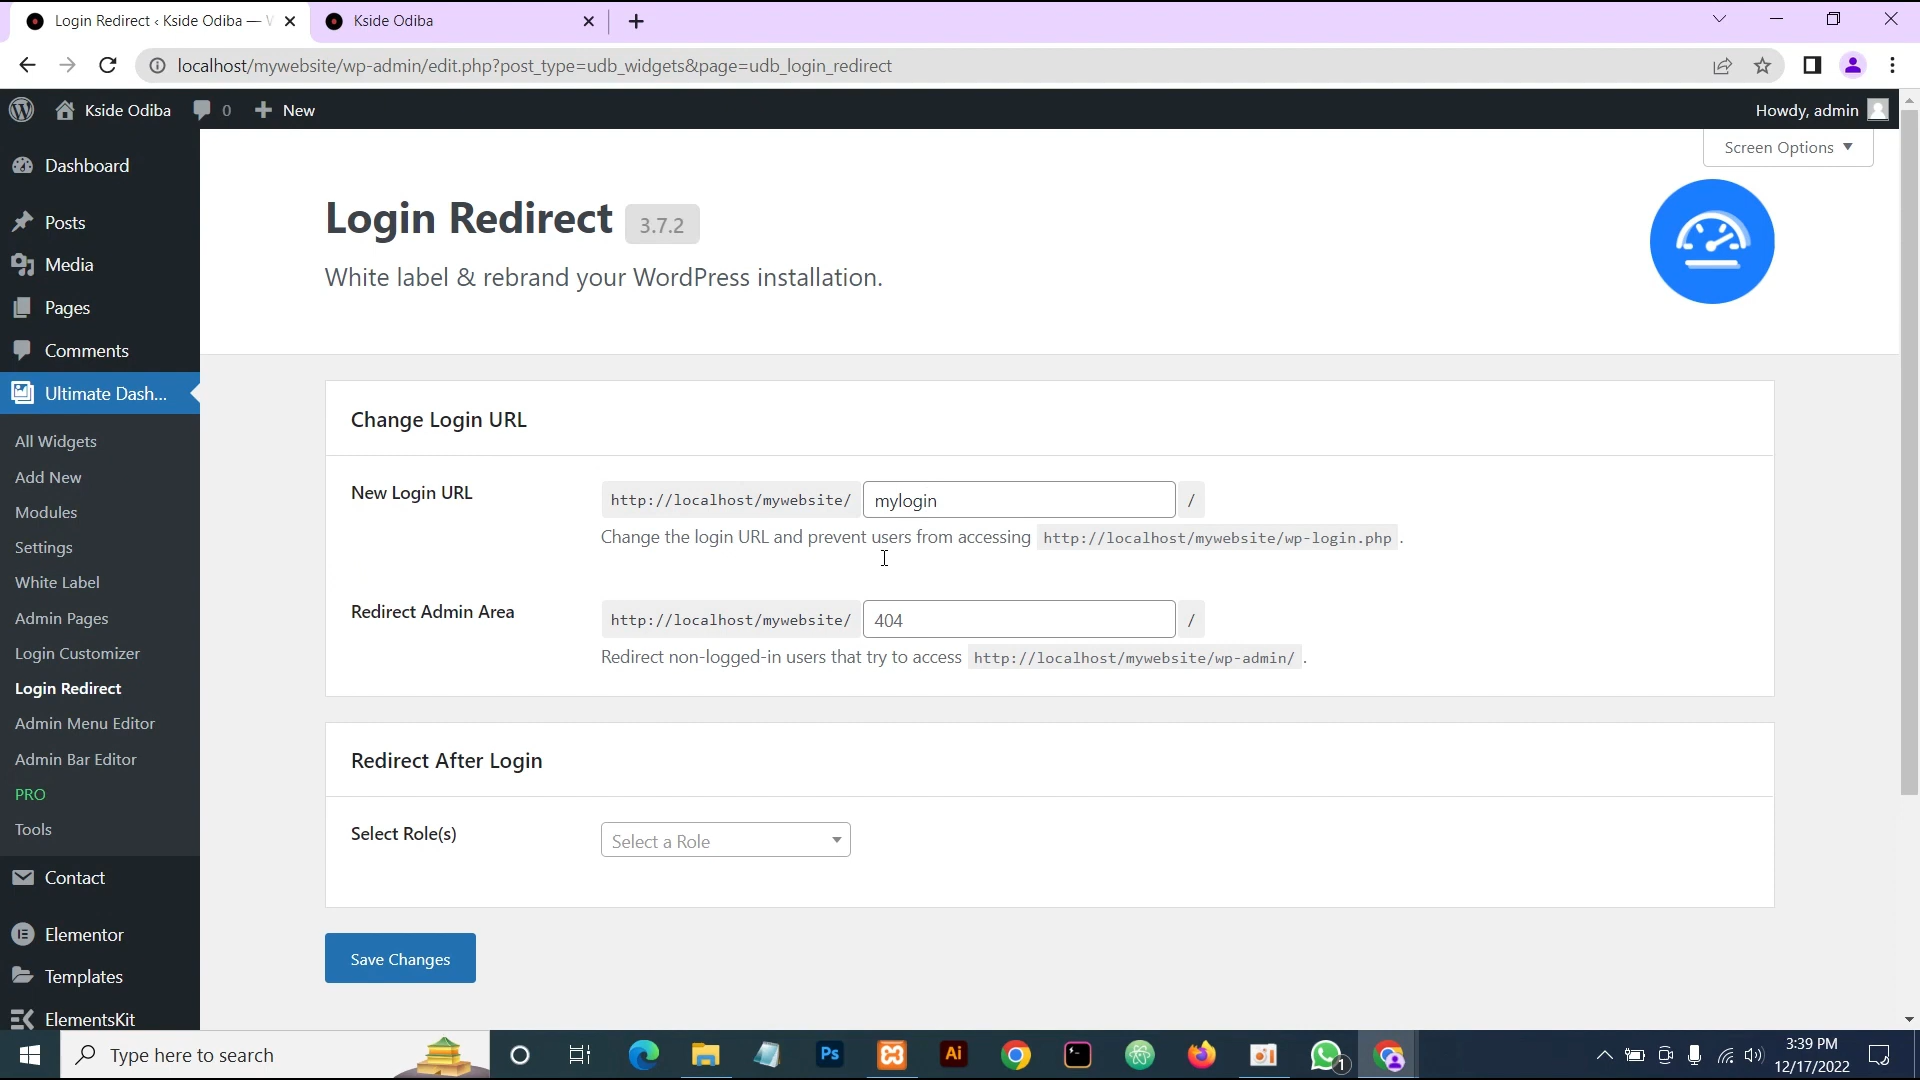 Login Redirect ‹ Kside Odiba — W
Kside Odiba
localhost/mywebsite/wp-admin/edit.php?post_type=udb_widgets&page=udb_login_redirect
Kside Odiba
0
New
Howdy, admin
Screen Options
Dashboard
Posts
Media
Pages
Comments
Ultimate Dash...
All Widgets
Add New
Modules
Settings
White Label
Admin Pages
Login Customizer
Login Redirect
Admin Menu Editor
Admin Bar Editor
PRO
Tools
Contact
Elementor
Templates
ElementsKit
Login Redirect 3.7.2
White label & rebrand your WordPress installation.
Change Login URL
New Login URL http://localhost/mywebsite/ mylogin /
Change the login URL and prevent users from accessing http://localhost/mywebsite/wp-login.php .
Redirect Admin Area http://localhost/mywebsite/ 404 /
Redirect non-logged-in users that try to access http://localhost/mywebsite/wp-admin/ .
Redirect After Login
Select Role(s) Select a Role
Save Changes
Type here to search
Ps
Ai
1
3:39 PM
12/17/2022